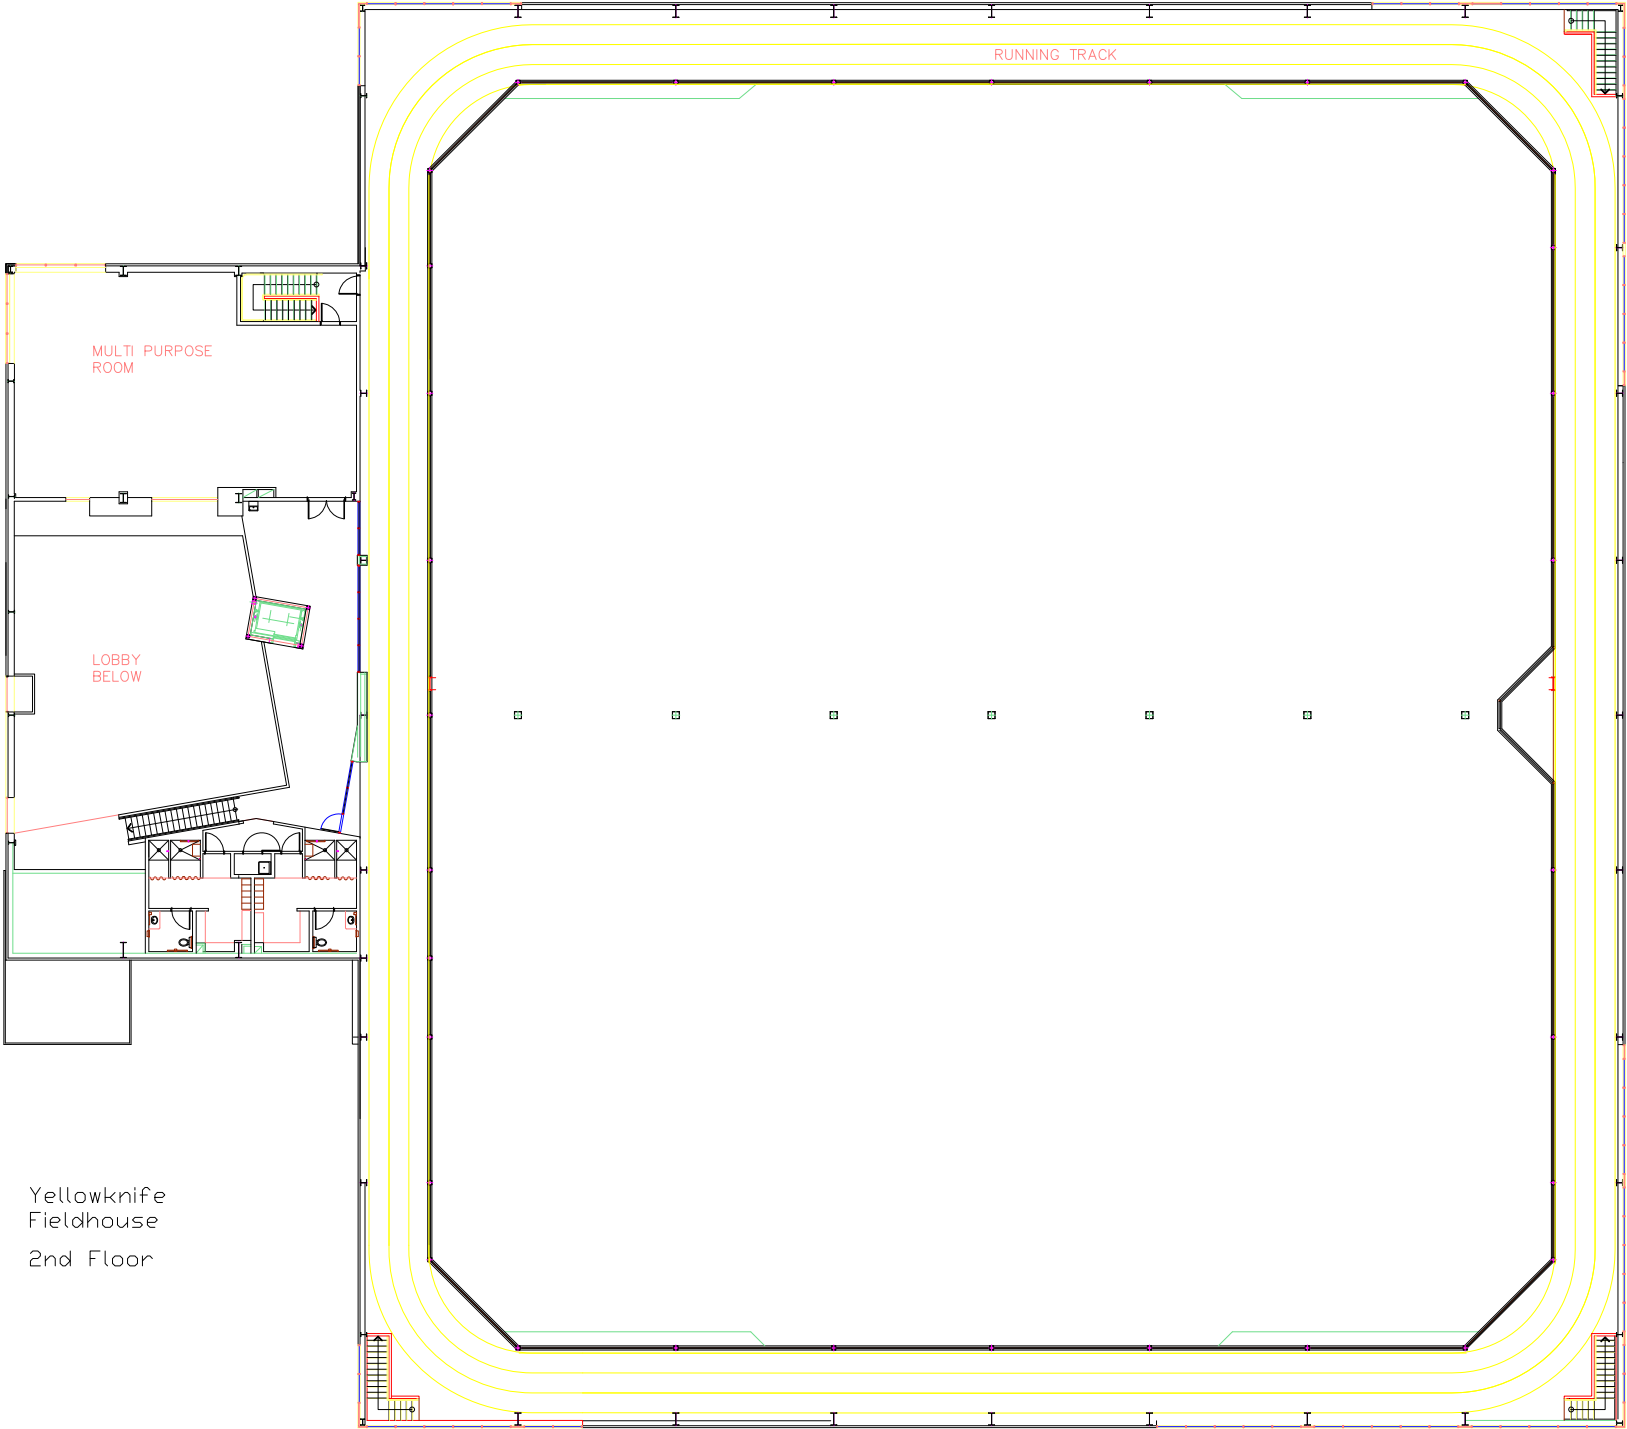 RUNNING TRACK
MULTI PURPOSE
ROOM
LOBBY
BELOW
Yellowknife
Fieldhouse
2nd Floor